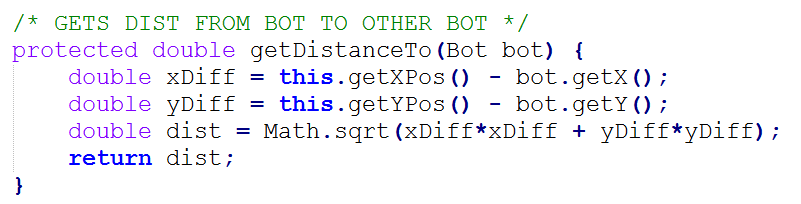 /* GETS DIST FROM BOT TO OTHER BOT */
protected double getDistanceTo(Bot bot) {
    double xDiff = this.getXPos() - bot.getX();
    double yDiff = this.getYPos() - bot.getY();
    double dist = Math.sqrt(xDiff*xDiff + yDiff*yDiff);
    return dist;
}